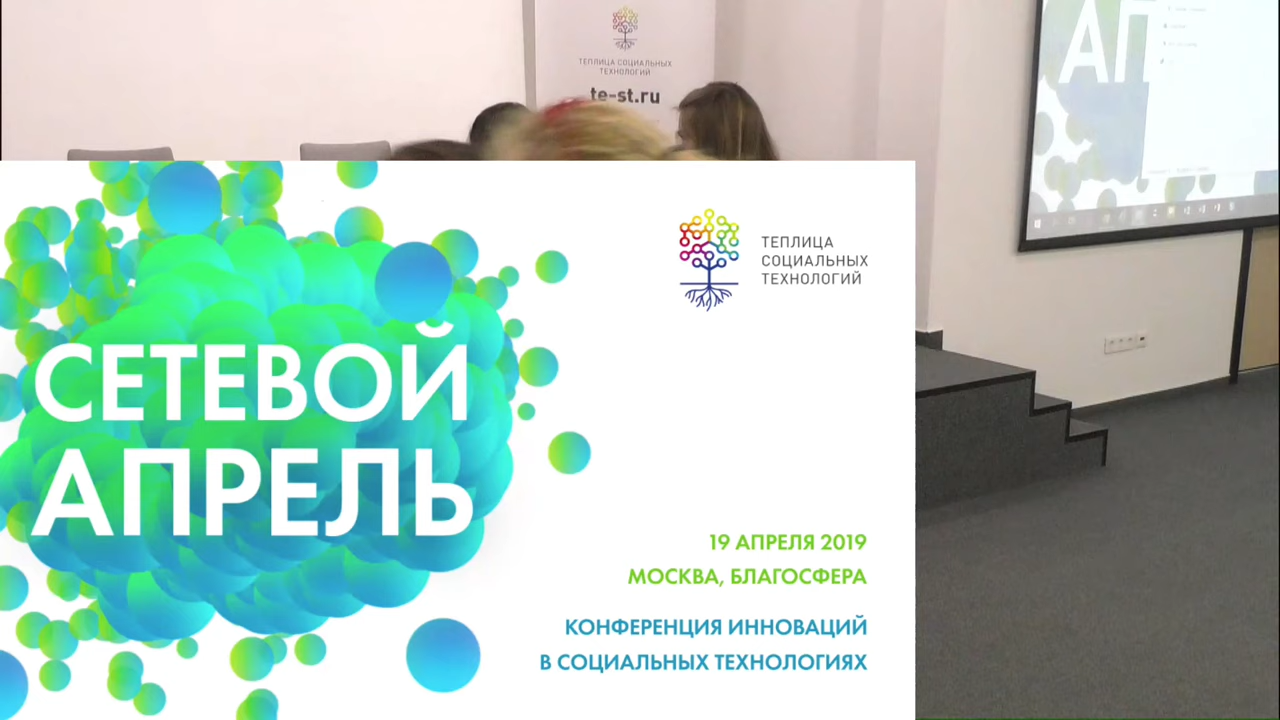 ТЕПЛИЦА СОЦИАЛЬНЫХ
ТЕХНОЛОГИЙ
te-st.ru
АП
ТЕПЛИЦА
СОЦИАЛЬНЫХ
ТЕХНОЛОГИЙ
СЕТЕВОЙ
АПРЕЛЬ
19 АПРЕЛЯ 2019
МОСКВА, БЛАГОСФЕРА
КОНФЕРЕНЦИЯ ИННОВАЦИЙ
В СОЦИАЛЬНЫХ ТЕХНОЛОГИЯХ